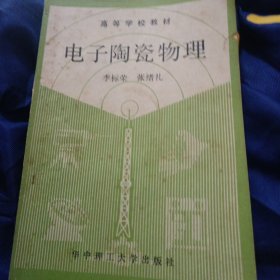 高等学校教材
电子陶瓷物理
李标荣 张绪礼
华中理工大学出版社